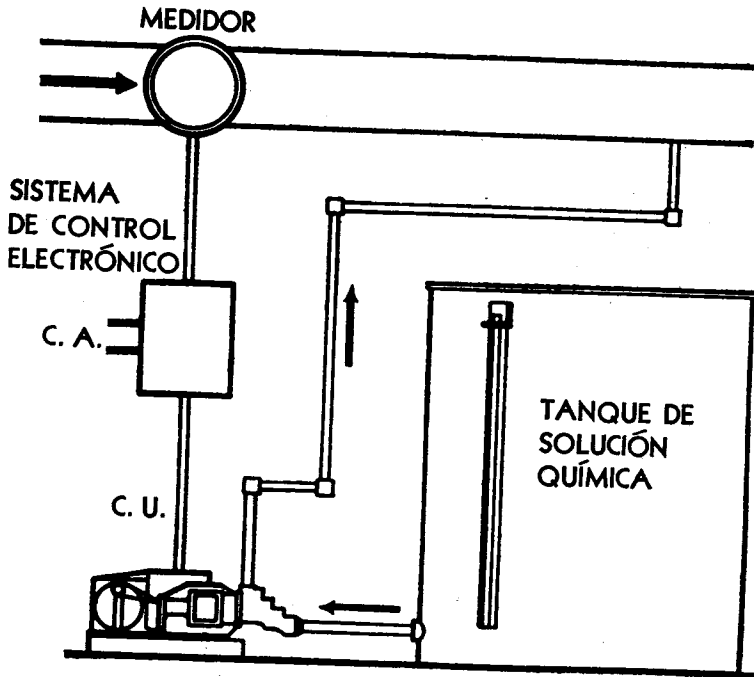 MEDIDOR
SISTEMA
DE CONTROL
ELECTRÓNICO
C. A.
TANQUE DE
SOLUCIÓN
QUÍMICA
C. U.